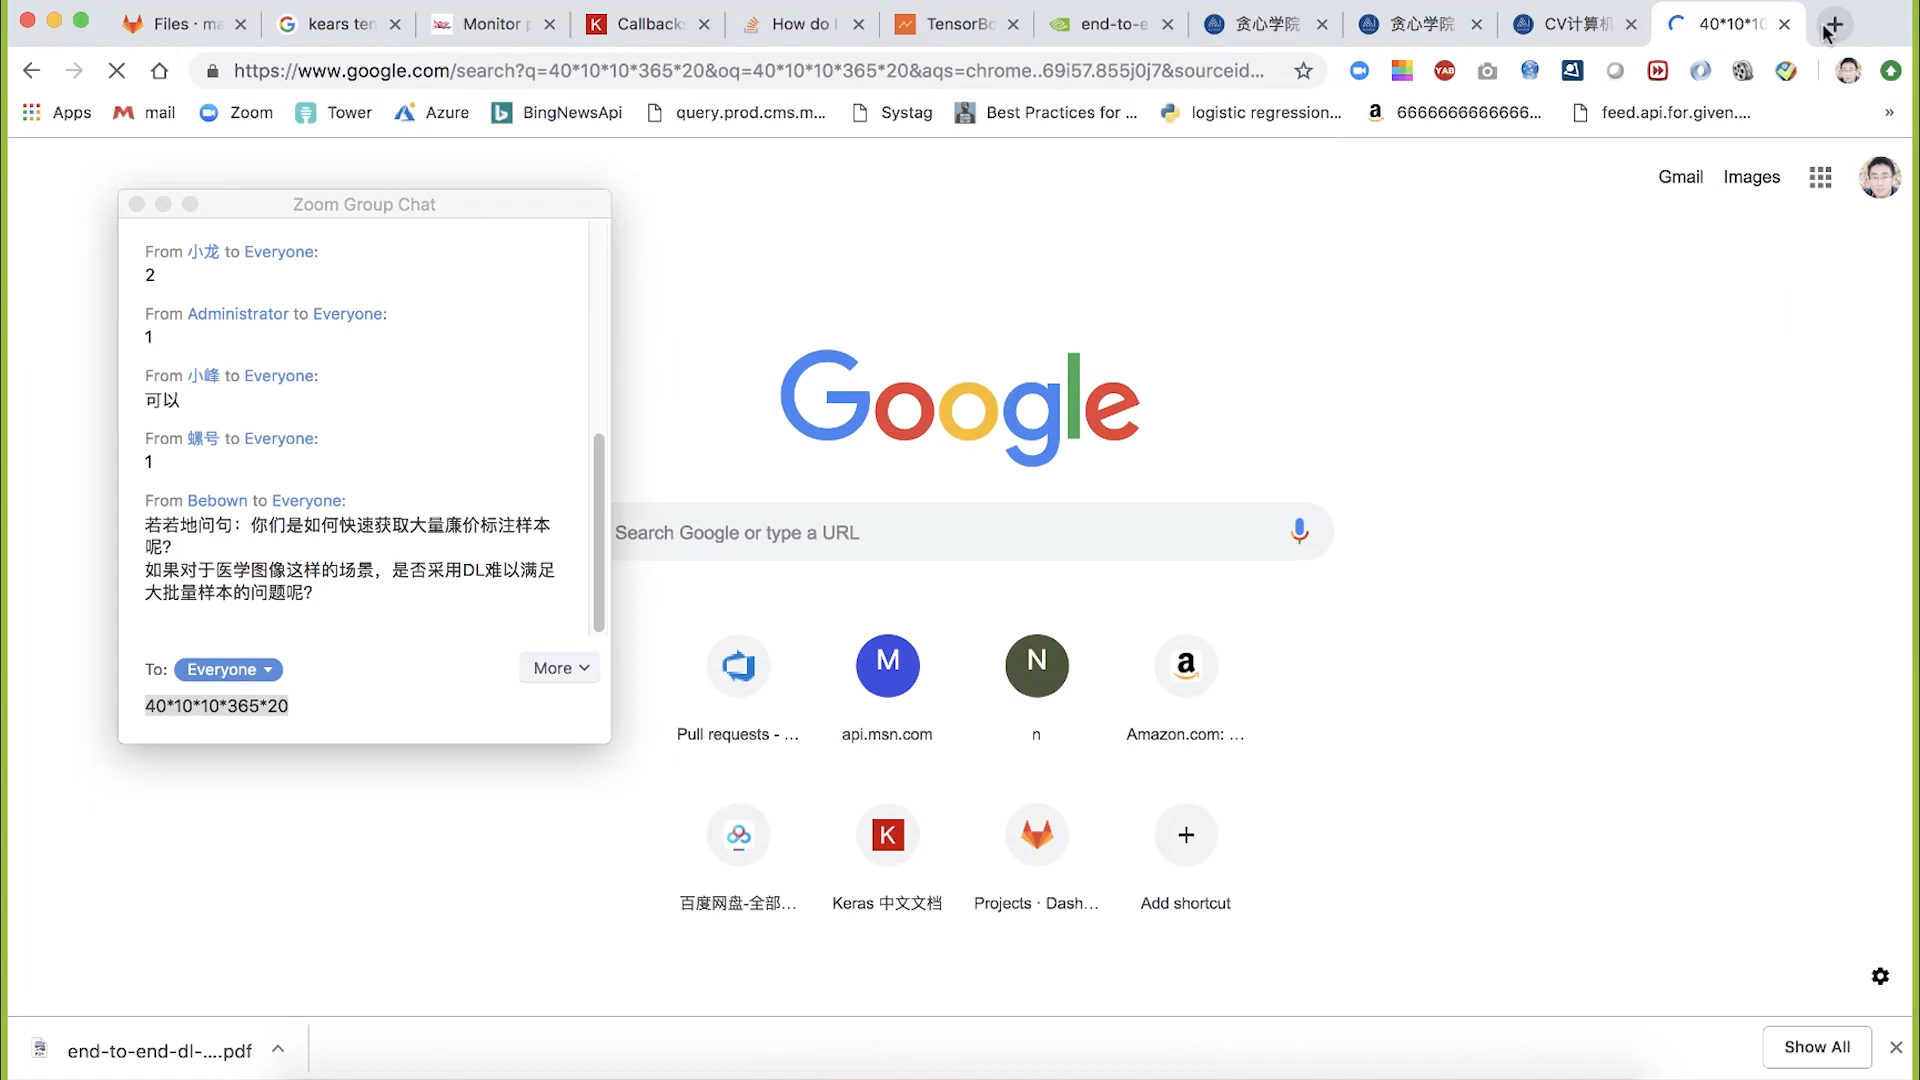 Files · ma
kears ten
Monitor p
Callbacks
How do I
TensorBo
end-to-e
贪心学院
贪心学院
CV计算机
40*10*10
https://www.google.com/search?q=40*10*10*365*20&oq=40*10*10*365*20&aqs=chrome..69i57.855j0j7&sourceid...
YAB
Apps
mail
Zoom
Tower
Azure
BingNewsApi
query.prod.cms.m...
Systag
Best Practices for ...
logistic regression...
6666666666666...
feed.api.for.given....
»
Gmail
Images
Zoom Group Chat
From 小龙 to Everyone:
2
From Administrator to Everyone:
1
From 小峰 to Everyone:
可以
From 螺号 to Everyone:
1
From Bebown to Everyone:
若若地问句：你们是如何快速获取大量廉价标注样本
呢？
如果对于医学图像这样的场景，是否采用DL难以满足
大批量样本的问题呢？
To: Everyone
More
40*10*10*365*20
Google
Search Google or type a URL
M
N
a
Pull requests - ...
api.msn.com
n
Amazon.com: ...
K
百度网盘-全部...
Keras 中文文档
Projects · Dash...
Add shortcut
end-to-end-dl-....pdf
Show All